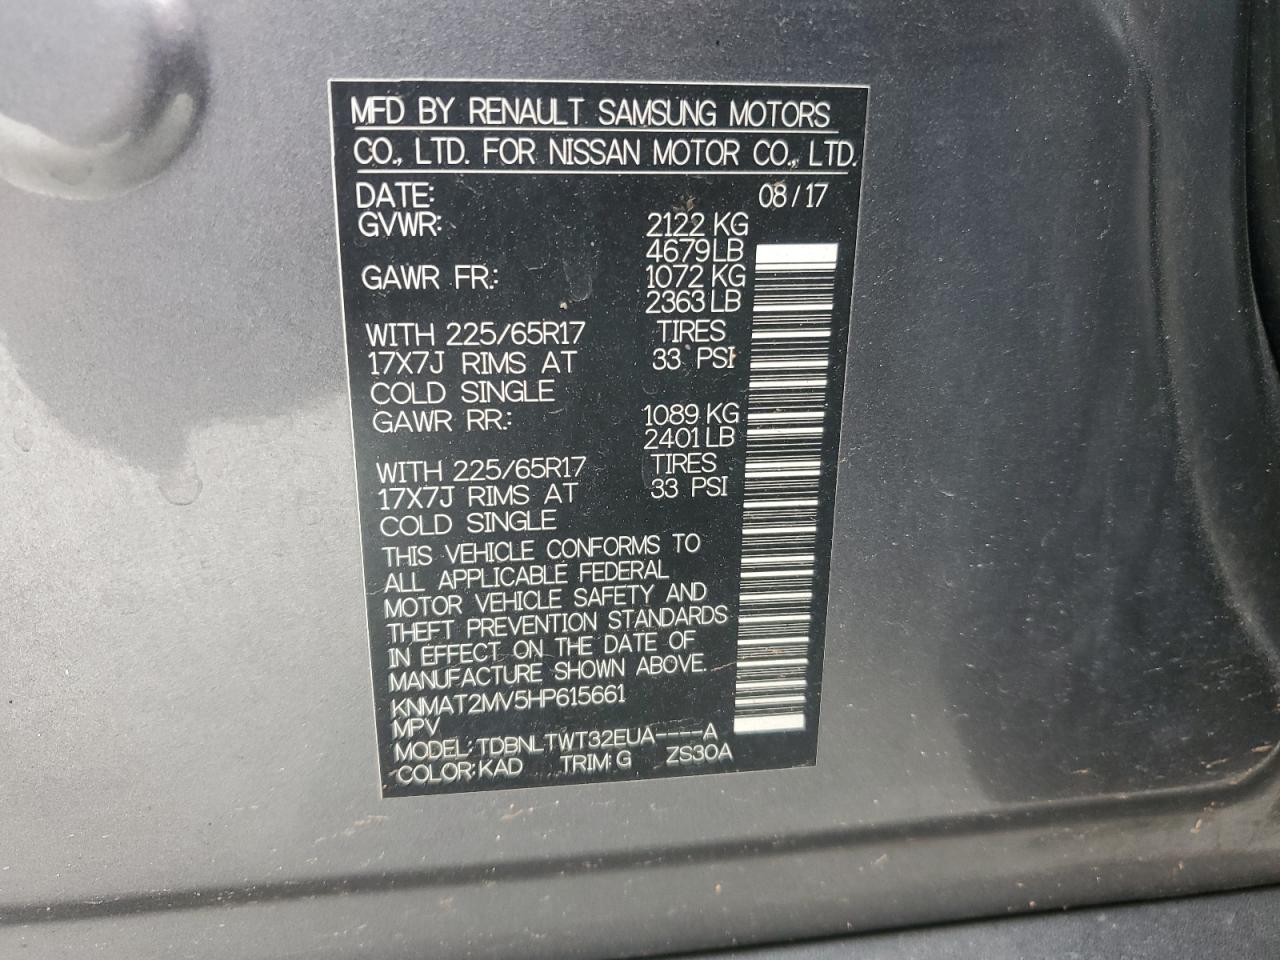 MFD BY RENAULT SAMSUNG MOTORS
CO., LTD. FOR NISSAN MOTOR CO., LTD.
DATE: 08/17
GVWR: 2122 KG
4679 LB
GAWR FR.: 1072 KG
2363 LB
WITH 225/65R17 TIRES
17X7J RIMS AT 33 PSI
COLD SINGLE
GAWR RR.: 1089 KG
2401 LB
WITH 225/65R17 TIRES
17X7J RIMS AT 33 PSI
COLD SINGLE
THIS VEHICLE CONFORMS TO
ALL APPLICABLE FEDERAL
MOTOR VEHICLE SAFETY AND
THEFT PREVENTION STANDARDS
IN EFFECT ON THE DATE OF
MANUFACTURE SHOWN ABOVE.
KNMAT2MV5HP615661
MPV
MODEL: TDBNLTWT32EUA----A
COLOR: KAD TRIM: G ZS30A